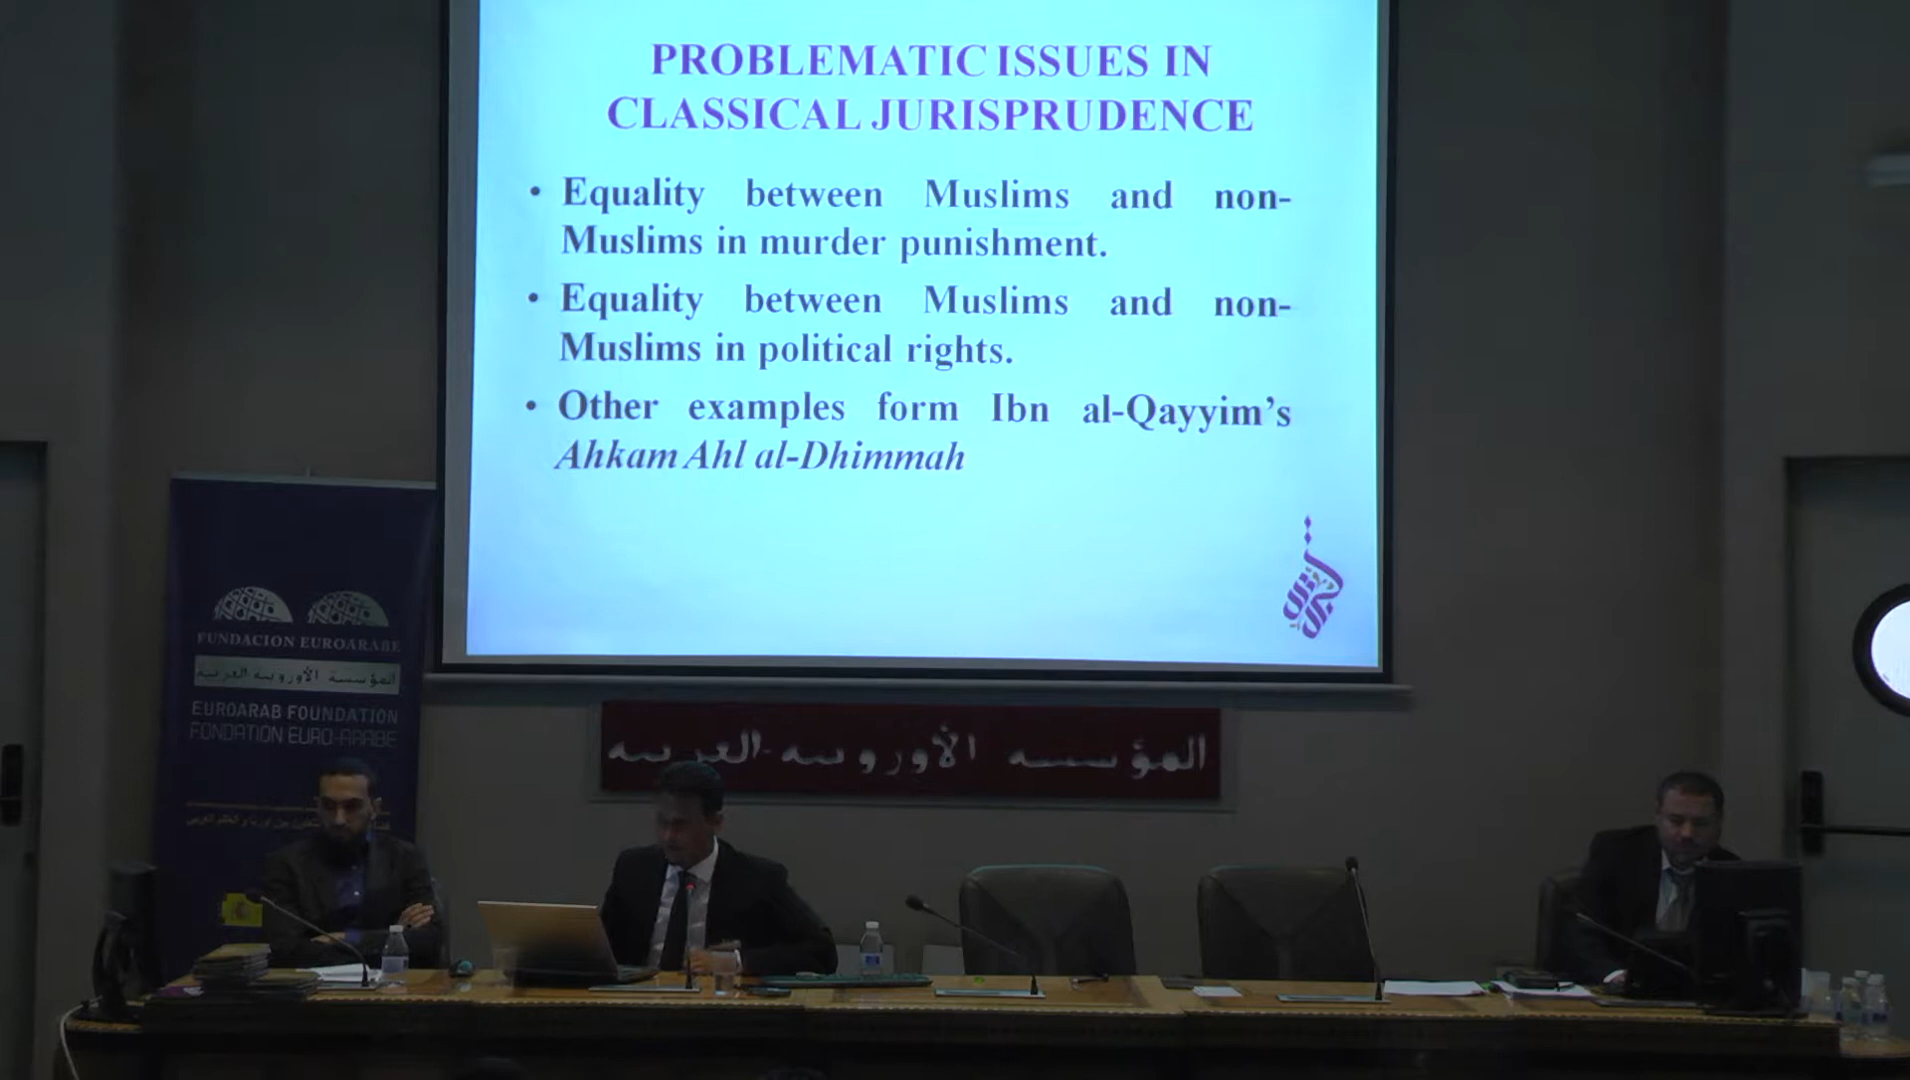 PROBLEMATIC ISSUES IN
CLASSICAL JURISPRUDENCE
• Equality between Muslims and non-
Muslims in murder punishment.
• Equality between Muslims and non-
Muslims in political rights.
• Other examples form Ibn al-Qayyim’s
Ahkam Ahl al-Dhimmah
FUNDACION EUROARABE
المؤسسة الأوروبية العربية
EUROARAB FOUNDATION
FONDATION EURO-ARABE
المؤسسة الأوروبية العربية